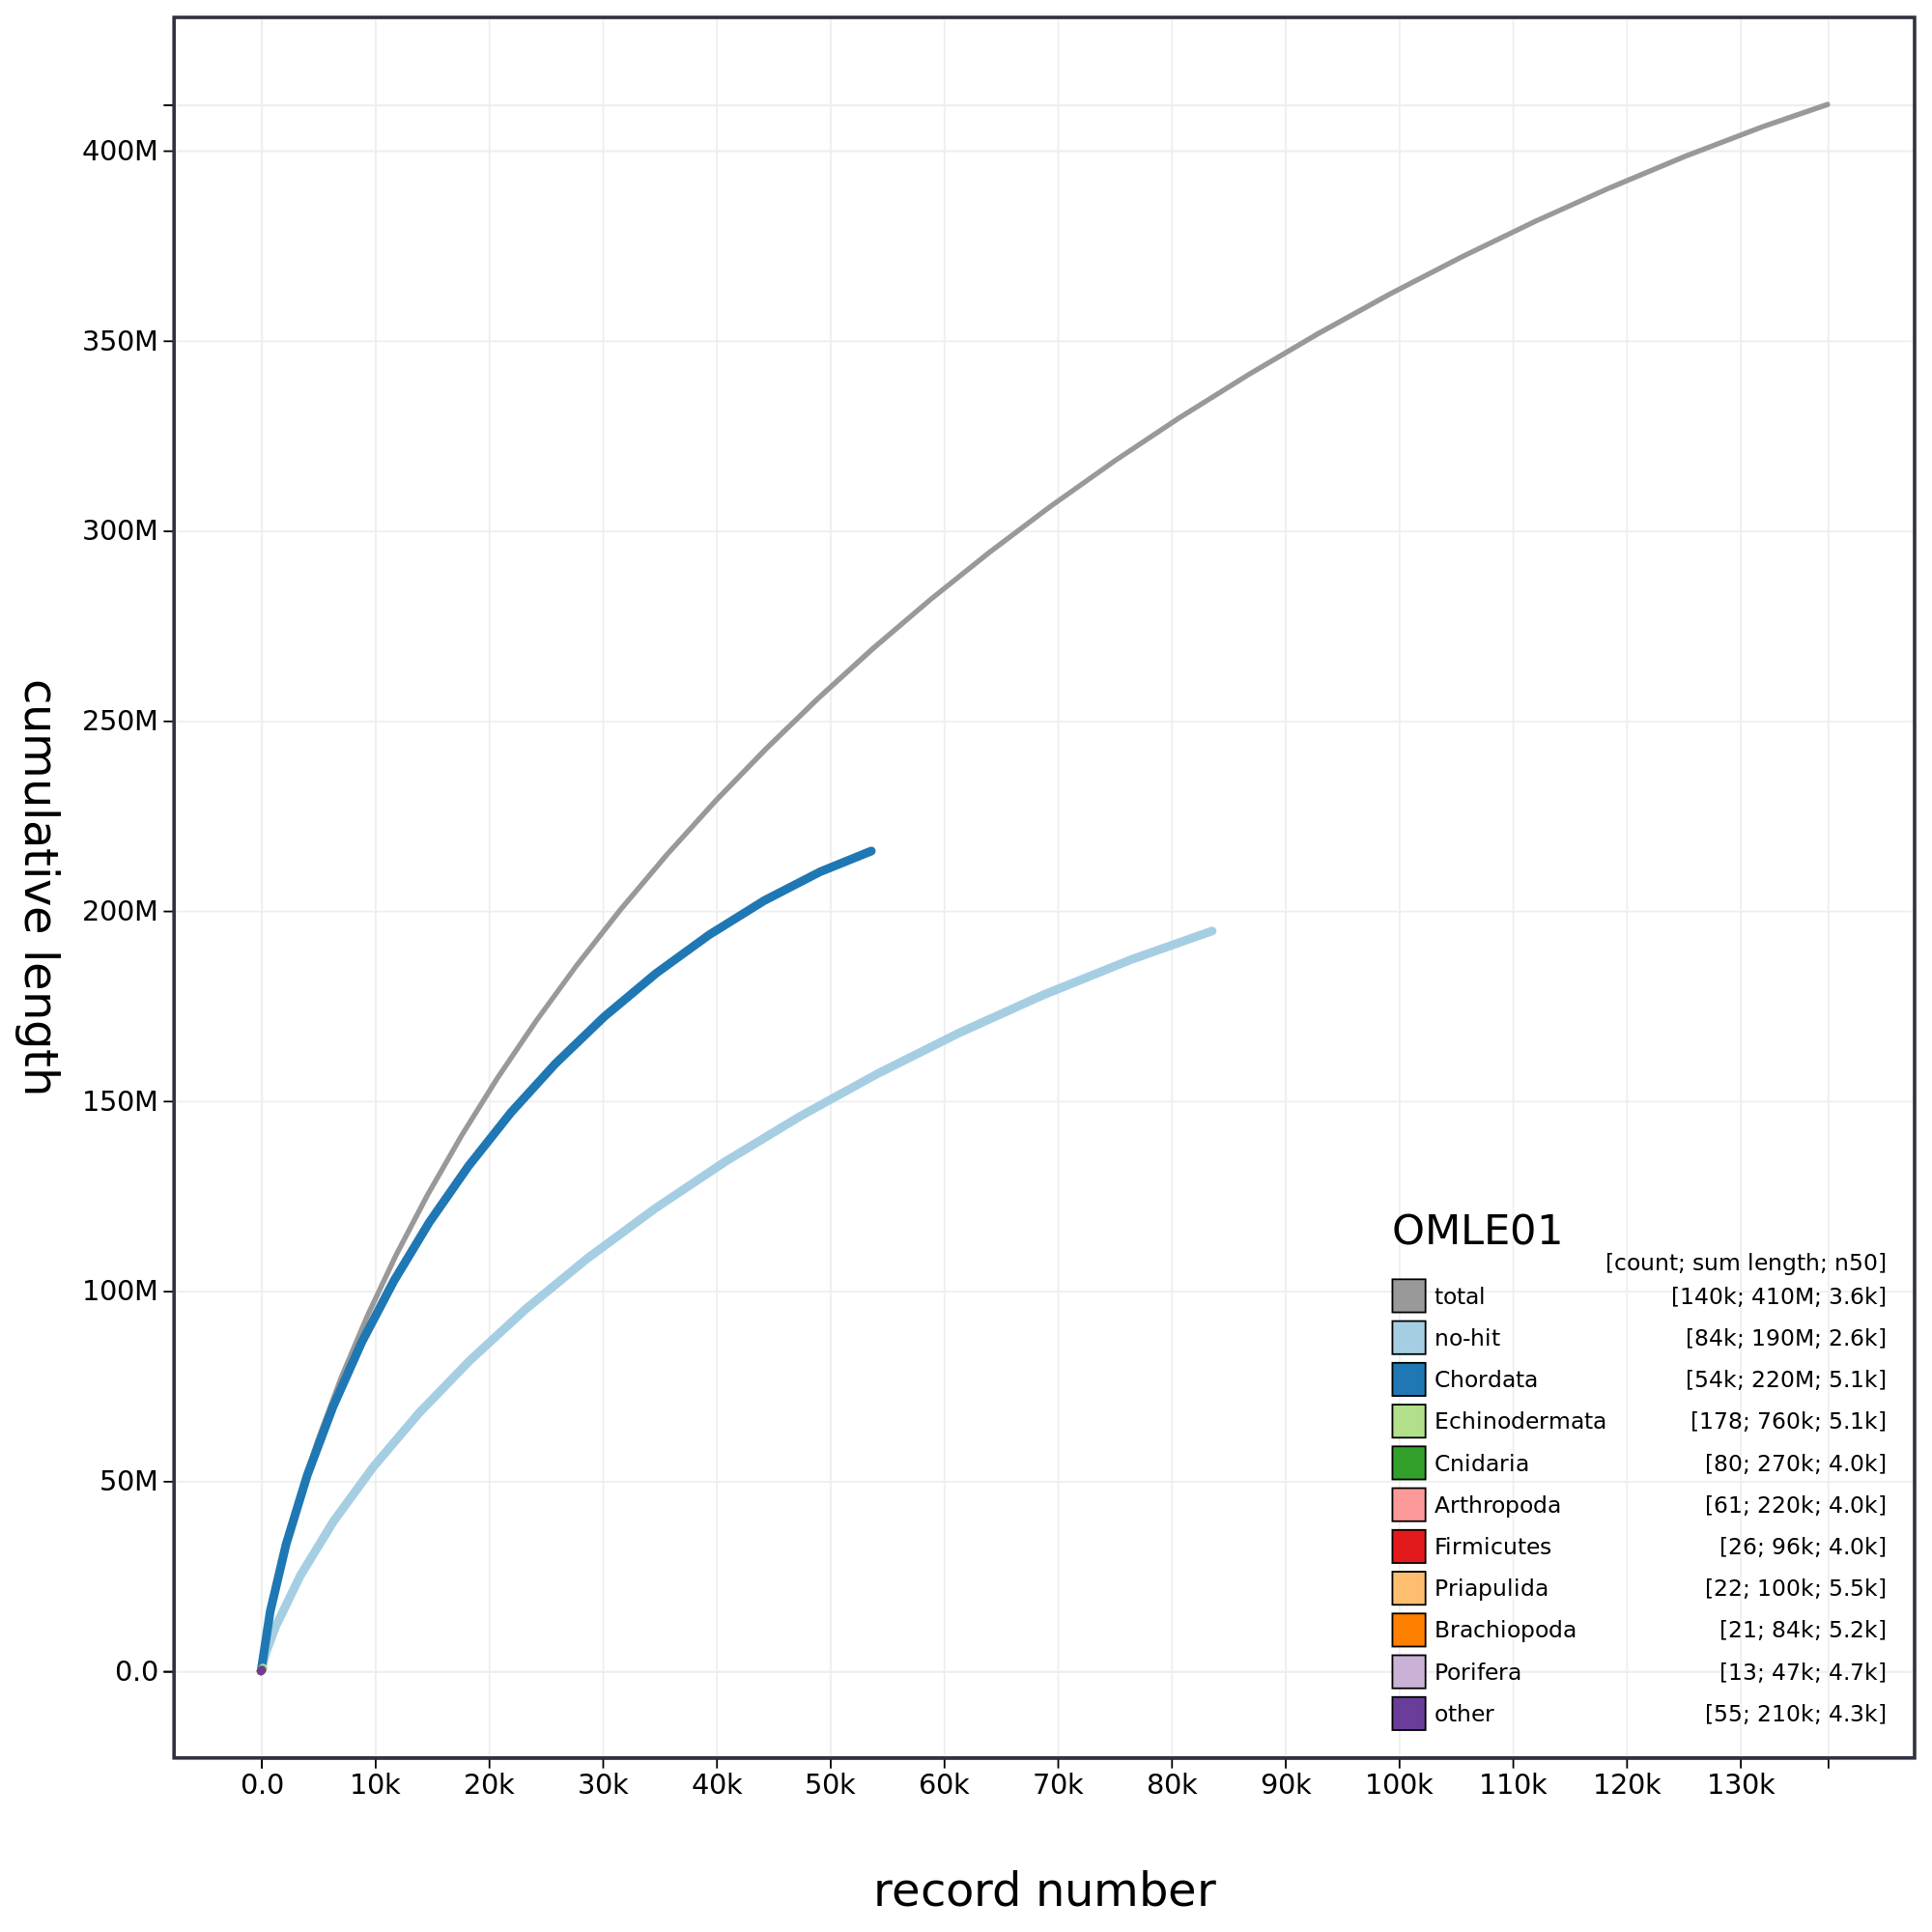 cumulative length
400M
350M
300M
250M
200M
150M
100M
50M
0.0
OMLE01
[count; sum length; n50]
total [140k; 410M; 3.6k]
no-hit [84k; 190M; 2.6k]
Chordata [54k; 220M; 5.1k]
Echinodermata [178; 760k; 5.1k]
Cnidaria [80; 270k; 4.0k]
Arthropoda [61; 220k; 4.0k]
Firmicutes [26; 96k; 4.0k]
Priapulida [22; 100k; 5.5k]
Brachiopoda [21; 84k; 5.2k]
Porifera [13; 47k; 4.7k]
other [55; 210k; 4.3k]
0.0 10k 20k 30k 40k 50k 60k 70k 80k 90k 100k 110k 120k 130k
record number